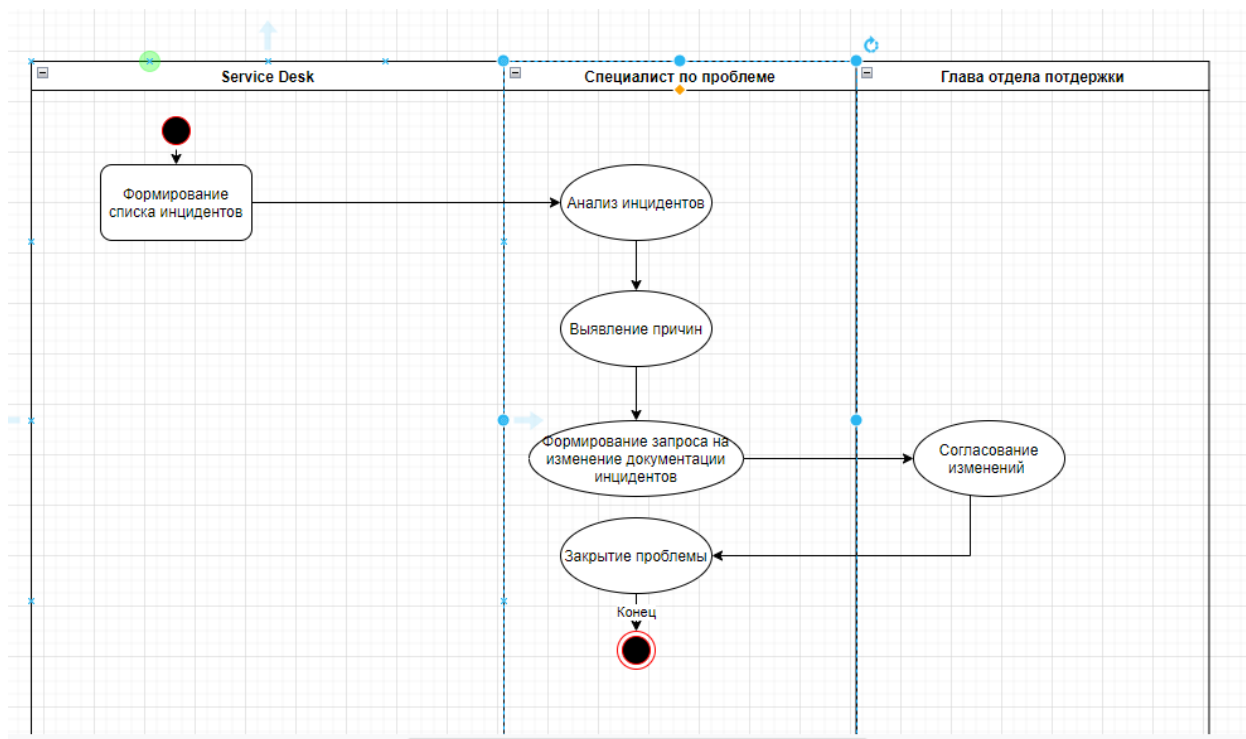 Service Desk
Специалист по проблеме
Глава отдела потдержки
Формирование
списка инцидентов
Анализ инцидентов
Выявление причин
Формирование запроса на
изменение документации
инцидентов
Согласование
изменений
Закрытие проблемы
Конец